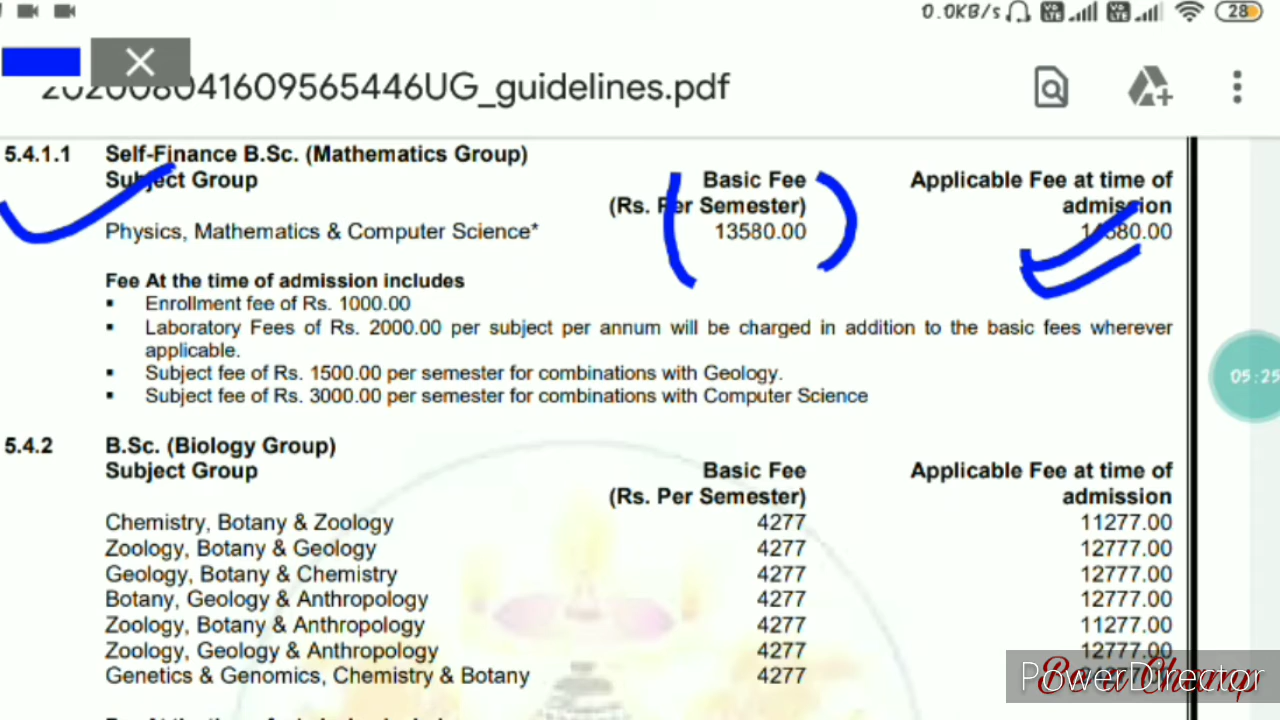 0.0KB/s VoLTE VoLTE 28
202008041609565446UG_guidelines.pdf
5.4.1.1 Self-Finance B.Sc. (Mathematics Group)
Subject Group Basic Fee Applicable Fee at time of
(Rs. Per Semester) admission
Physics, Mathematics & Computer Science* 13580.00 14580.00
Fee At the time of admission includes
▪ Enrollment fee of Rs. 1000.00
▪ Laboratory Fees of Rs. 2000.00 per subject per annum will be charged in addition to the basic fees wherever
applicable.
▪ Subject fee of Rs. 1500.00 per semester for combinations with Geology.
▪ Subject fee of Rs. 3000.00 per semester for combinations with Computer Science
05:25
5.4.2 B.Sc. (Biology Group)
Subject Group Basic Fee Applicable Fee at time of
(Rs. Per Semester) admission
Chemistry, Botany & Zoology 4277 11277.00
Zoology, Botany & Geology 4277 12777.00
Geology, Botany & Chemistry 4277 12777.00
Botany, Geology & Anthropology 4277 12777.00
Zoology, Botany & Anthropology 4277 11277.00
Zoology, Geology & Anthropology 4277 12777.00
Genetics & Genomics, Chemistry & Botany 4277
PowerDirector